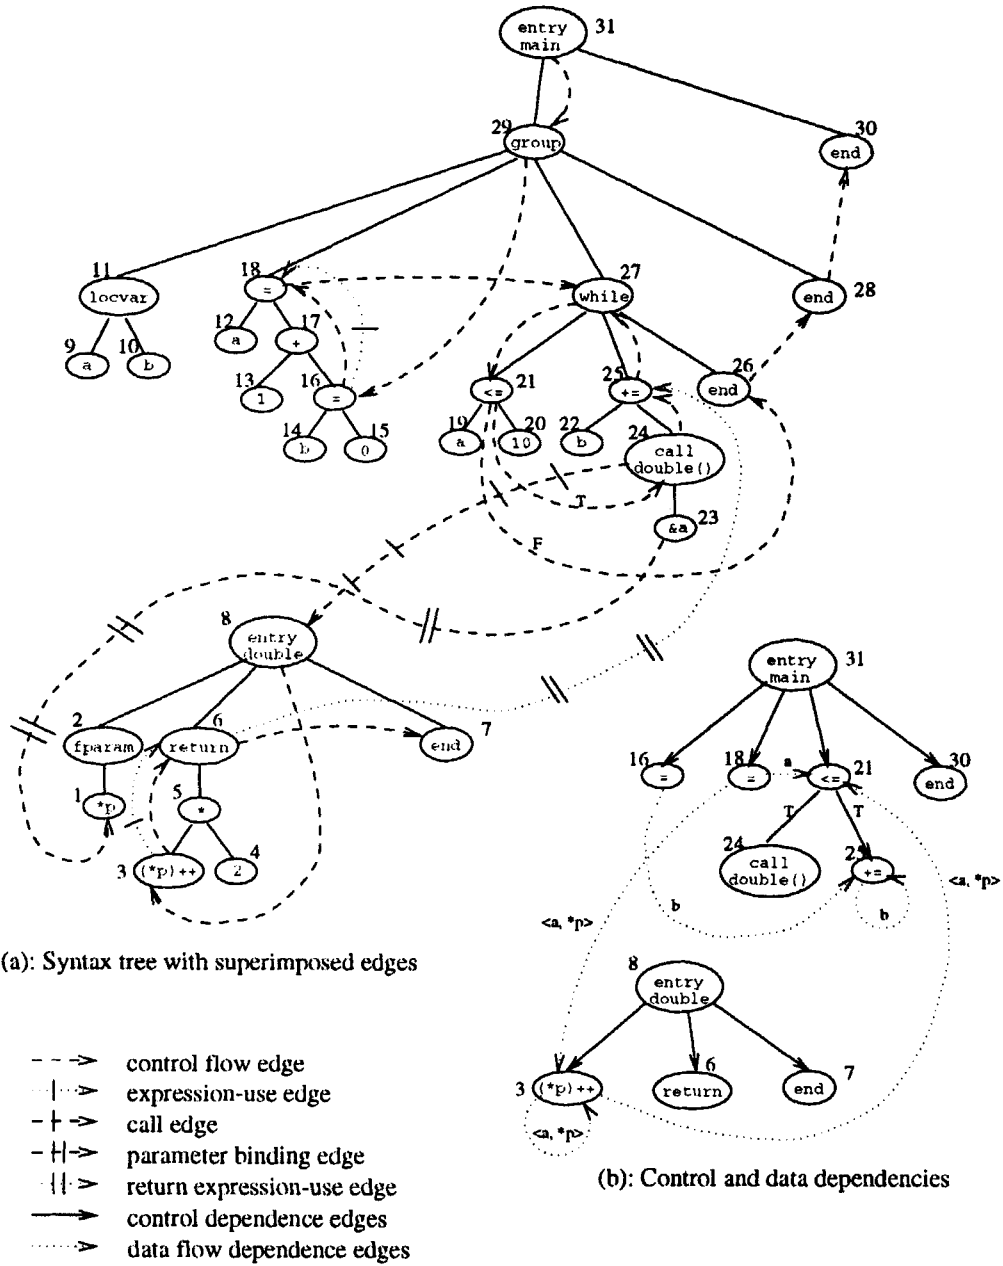 entry
main
31
29
group
30
end
11
locvar
9
a
10
b
18
=
12
a
17
+
13
1
16
=
14
b
15
0
27
while
21
<=
19
a
20
10
25
+=
22
b
24
call
double()
23
&a
26
end
28
end
T
F
8
entry
double
2
fparam
1
*p
6
return
5
*
3
(*p)++
4
2
7
end
(a): Syntax tree with superimposed edges
control flow edge
expression-use edge
call edge
parameter binding edge
return expression-use edge
control dependence edges
data flow dependence edges
entry
main
31
16
=
18
=
a
21
<=
30
end
T
T
24
call
double()
25
+=
b
b
<a, *p>
<a, *p>
8
entry
double
3
(*p)++
6
return
7
end
<a, *p>
(b): Control and data dependencies